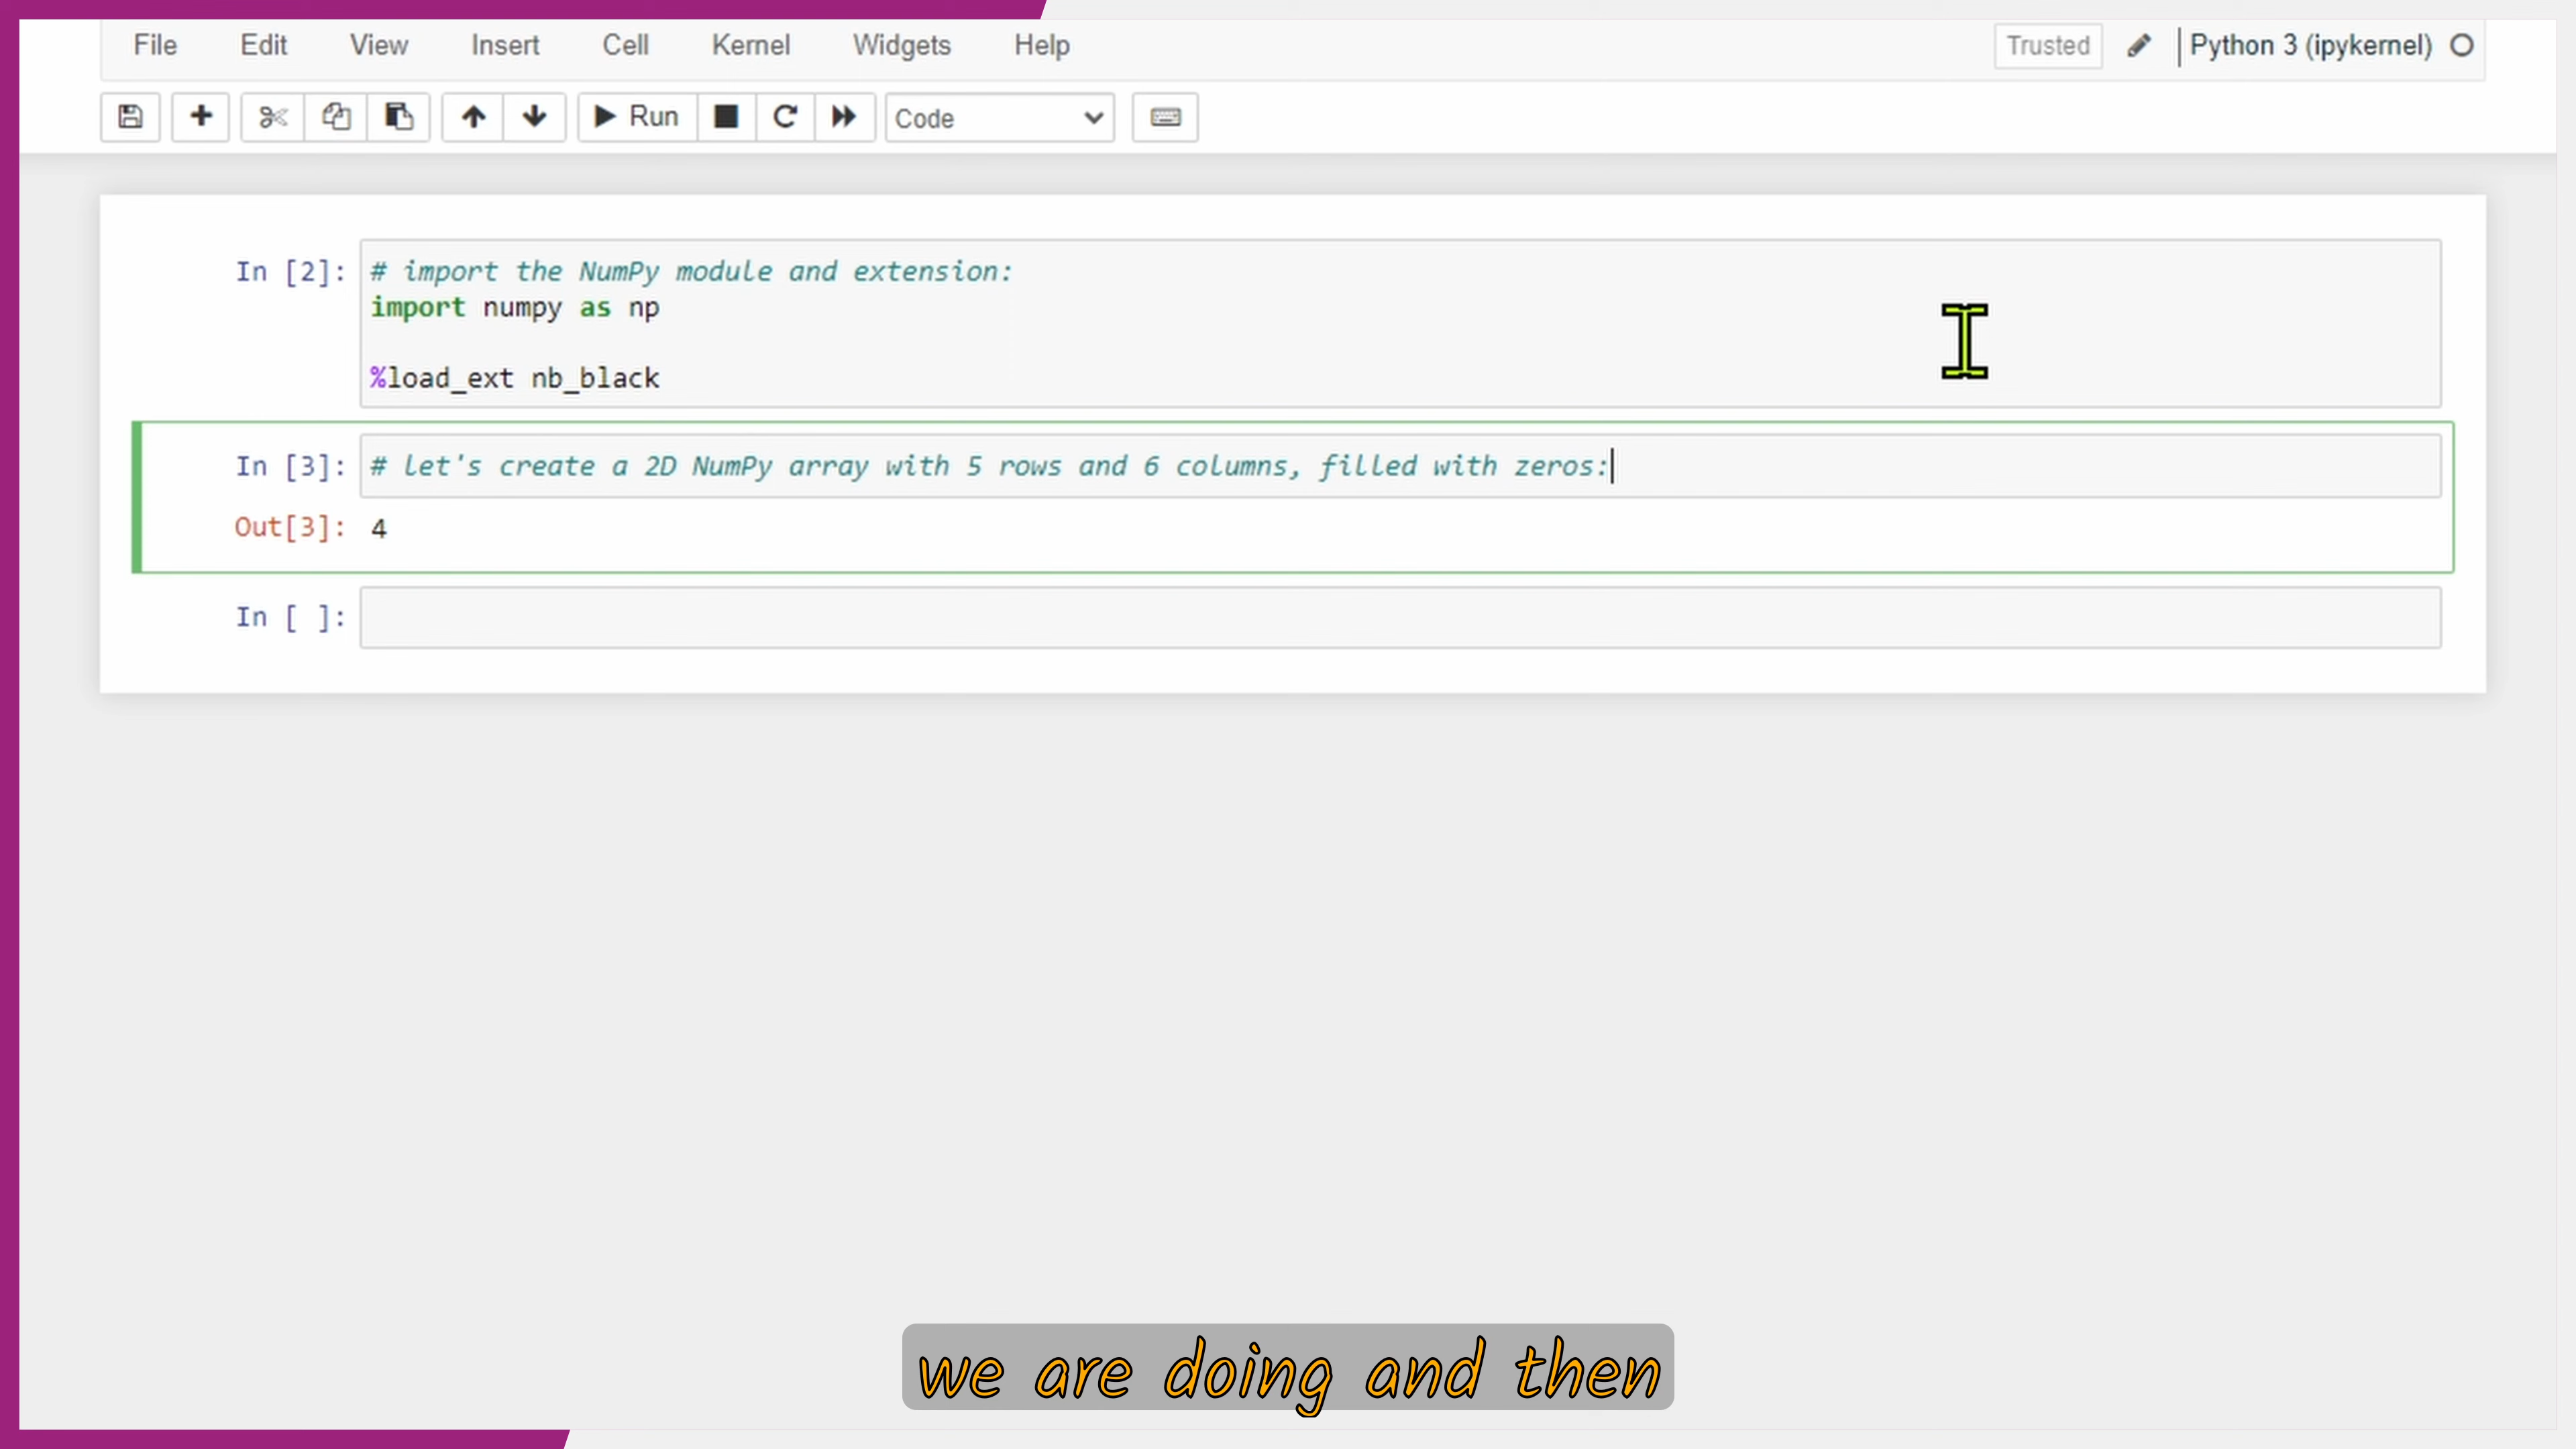 File Edit View Insert Cell Kernel Widgets Help Trusted Python 3 (ipykernel)
Run Code
In [2]: # import the NumPy module and extension:
import numpy as np
%load_ext nb_black
In [3]: # let's create a 2D NumPy array with 5 rows and 6 columns, filled with zeros:
Out[3]: 4
In [ ]:
we are doing and then